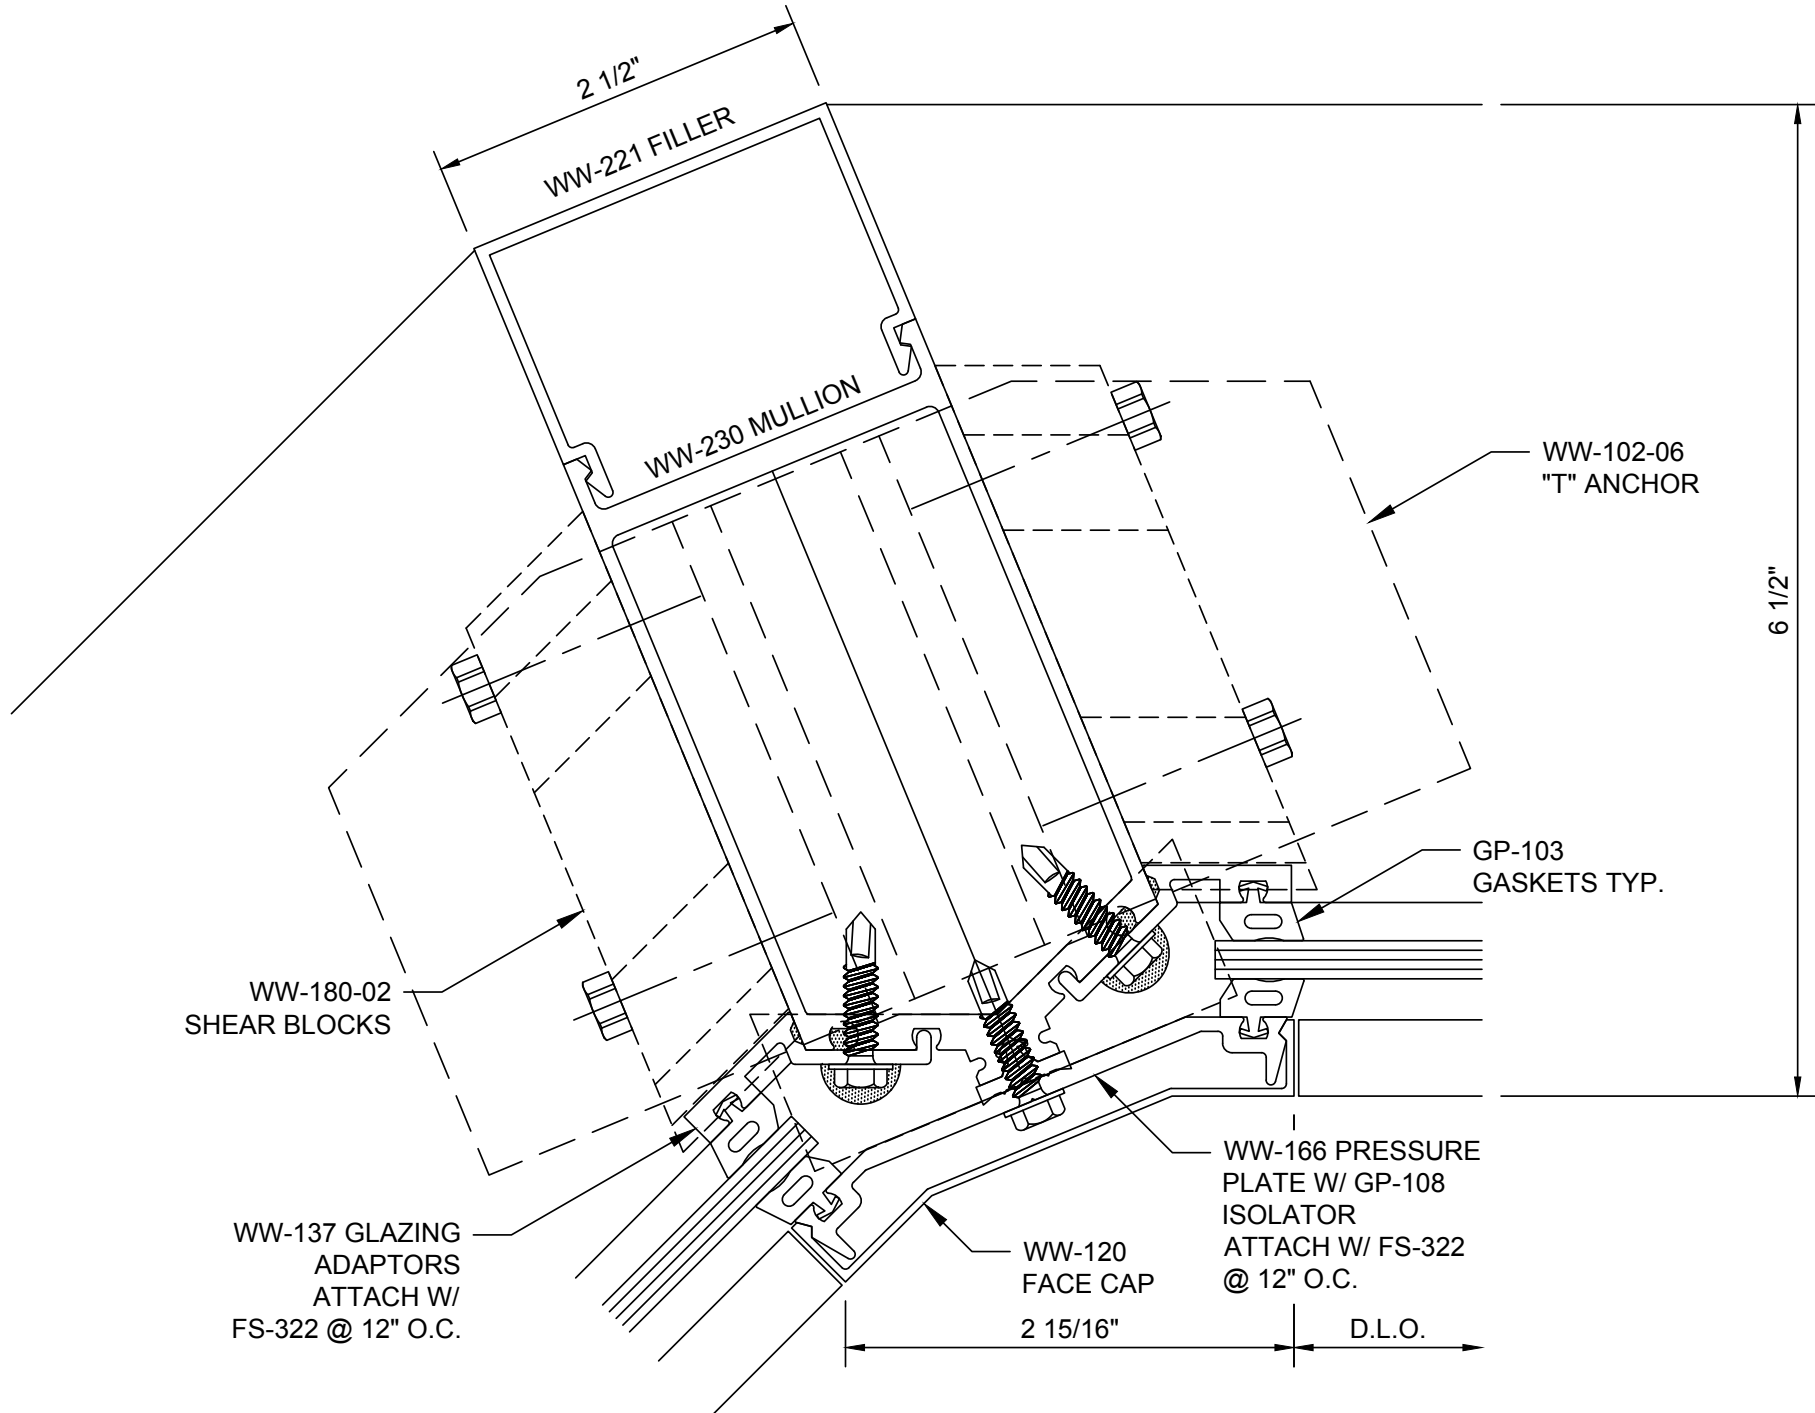 2 1/2"
WW-221 FILLER
WW-230 MULLION
WW-102-06
"T" ANCHOR
6 1/2"
GP-103
GASKETS TYP.
WW-180-02
SHEAR BLOCKS
WW-166 PRESSURE
PLATE W/ GP-108
ISOLATOR
ATTACH W/ FS-322
@ 12" O.C.
WW-137 GLAZING
ADAPTORS
ATTACH W/
FS-322 @ 12" O.C.
WW-120
FACE CAP
2 15/16"
D.L.O.